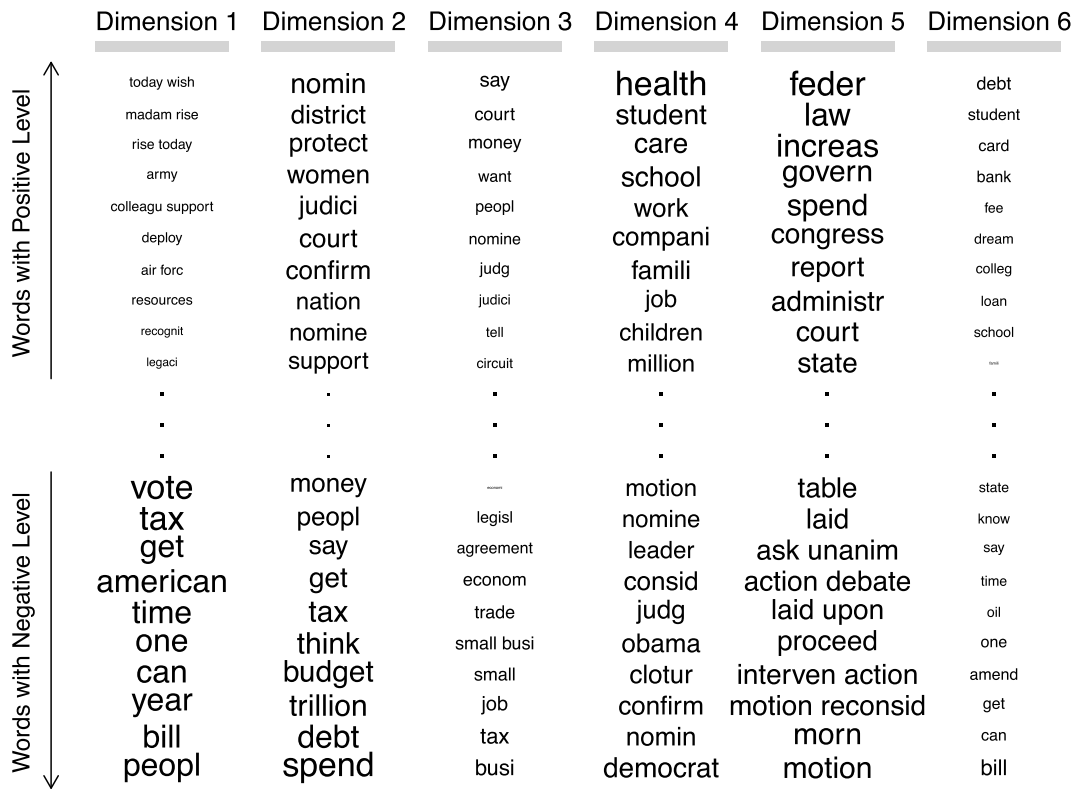 Dimension 1 Dimension 2 Dimension 3 Dimension 4 Dimension 5 Dimension 6
Words with Positive Level
today wish nomin say health feder debt
madam rise district court student law student
rise today protect money care increas card
army women want school govern bank
colleagu support judici peopl work spend fee
deploy court nomine compani congress dream
air forc confirm judg famili report colleg
resources nation judici job administr loan
recognit nomine tell children court school
legaci support circuit million state
Words with Negative Level
vote money motion table state
tax peopl legisl nomine laid know
get say agreement leader ask unanim say
american get econom consid action debate time
time tax trade judg laid upon oil
one think small busi obama proceed one
can budget small clotur interven action amend
year trillion job confirm motion reconsid get
bill debt tax nomin morn can
peopl spend busi democrat motion bill